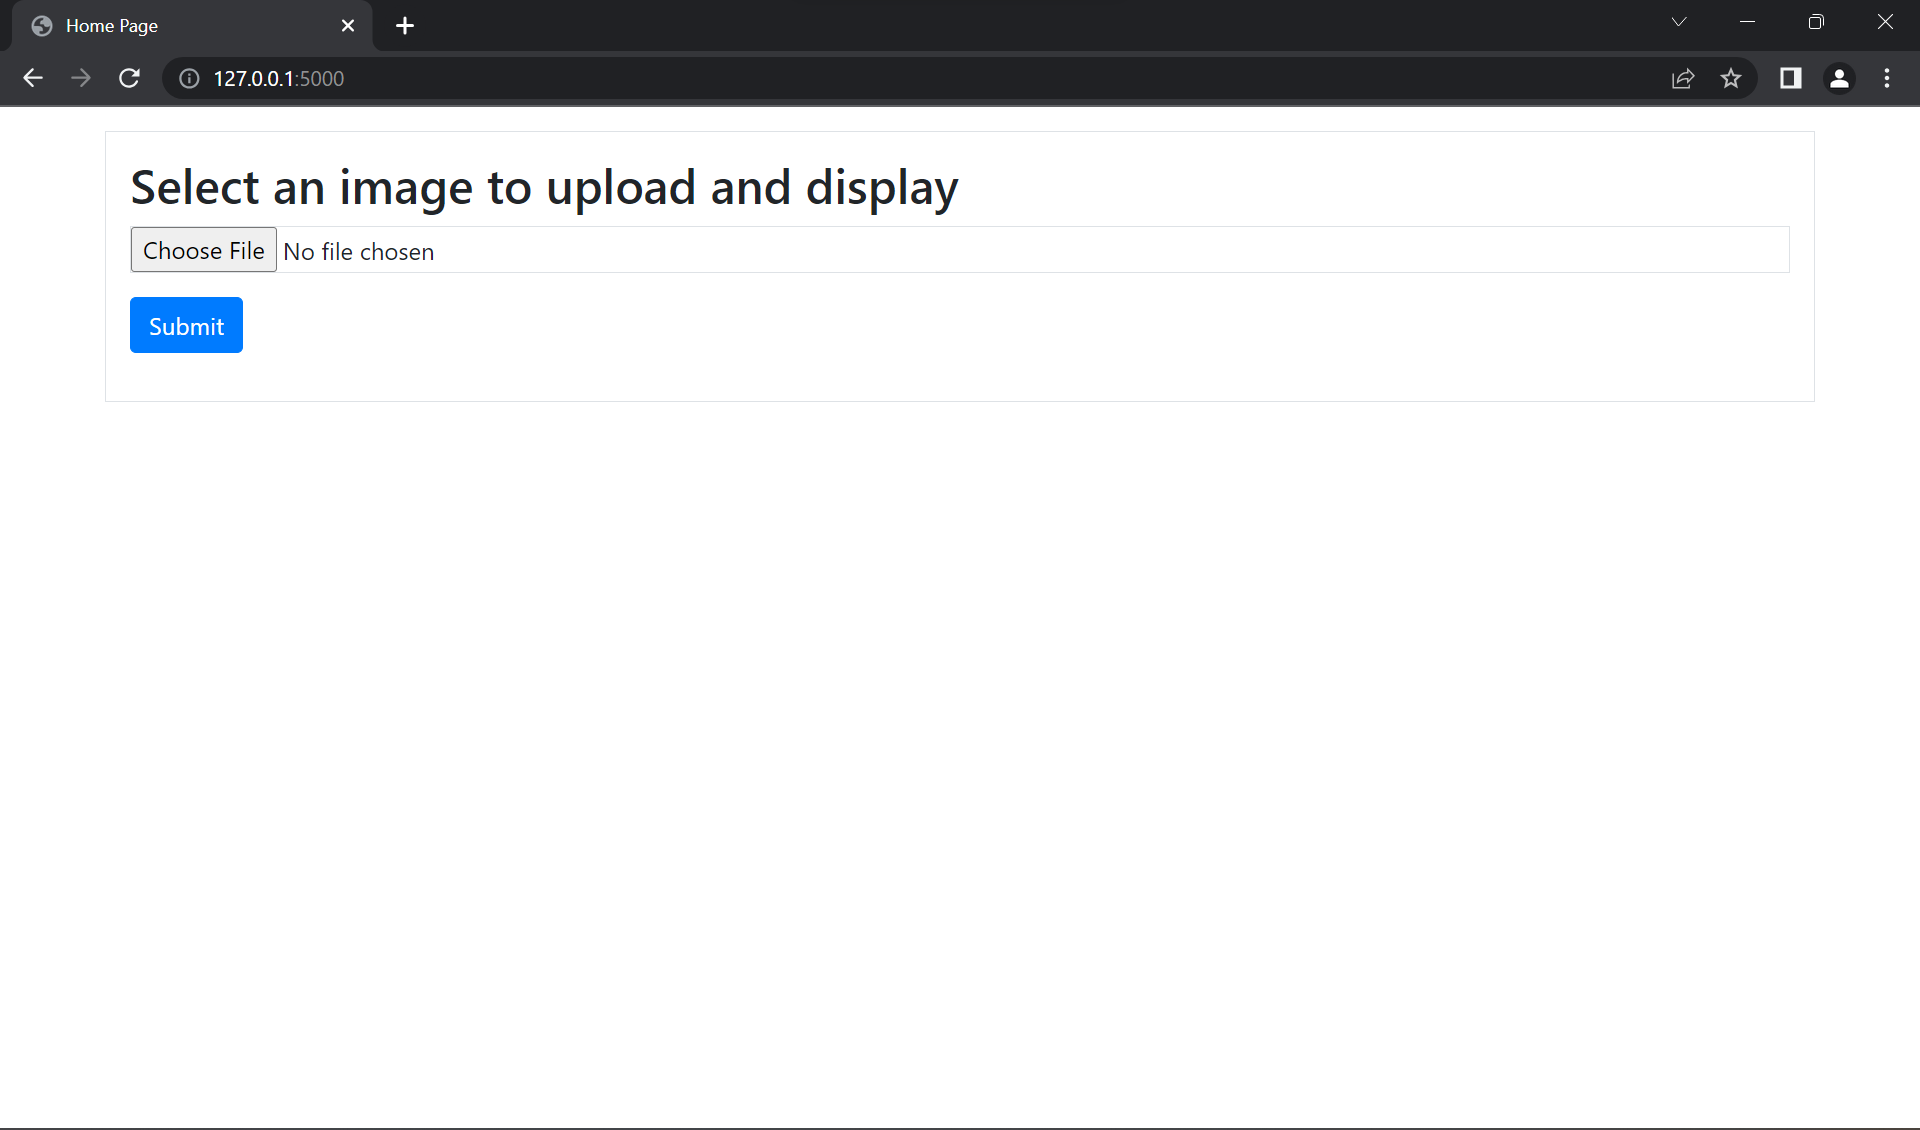 Home Page
127.0.0.1:5000
Select an image to upload and display
Choose File No file chosen
Submit